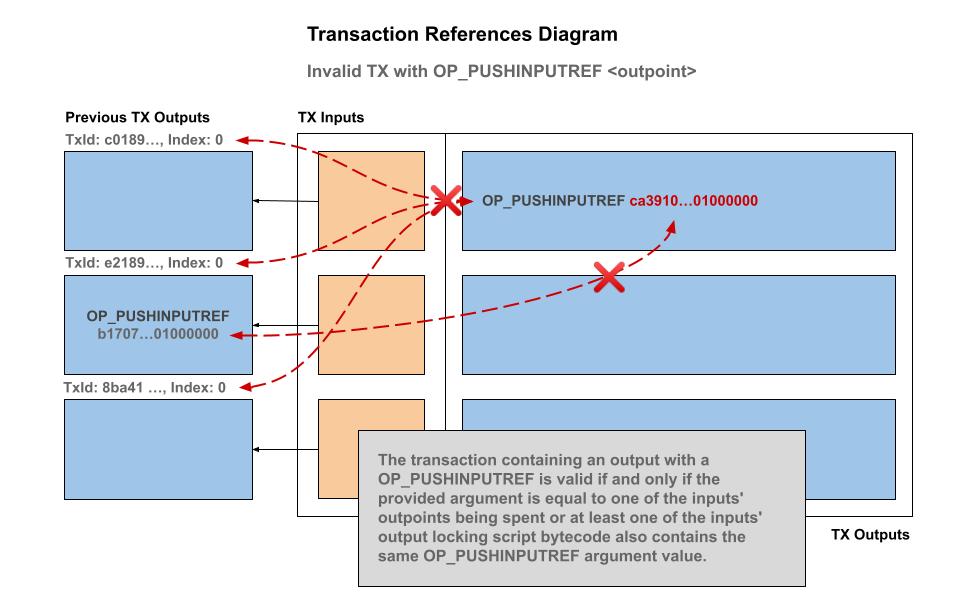 Transaction References Diagram
Invalid TX with OP_PUSHINPUTREF <outpoint>
Previous TX Outputs
TX Inputs
TxId: c0189…, Index: 0
OP_PUSHINPUTREF ca3910…01000000
TxId: e2189…, Index: 0
OP_PUSHINPUTREF
b1707…01000000
TxId: 8ba41 …, Index: 0
The transaction containing an output with a
OP_PUSHINPUTREF is valid if and only if the
provided argument is equal to one of the inputs'
outpoints being spent or at least one of the inputs'
output locking script bytecode also contains the
same OP_PUSHINPUTREF argument value.
TX Outputs